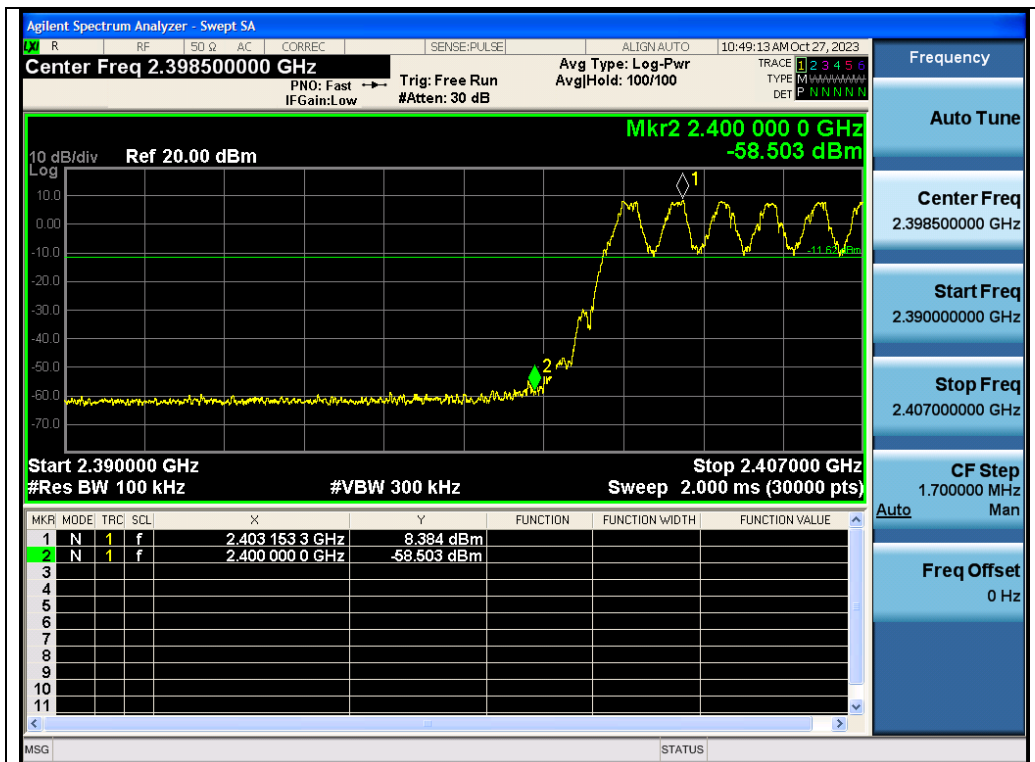 Agilent Spectrum Analyzer - Swept SA
LXI R RF 50 Ω AC CORREC SENSE:PULSE ALIGN AUTO 10:49:13 AM Oct 27, 2023
Center Freq 2.398500000 GHz
PNO: Fast
IFGain:Low
Trig: Free Run
#Atten: 30 dB
Avg Type: Log-Pwr
Avg|Hold: 100/100
TRACE 1 2 3 4 5 6
TYPE M
DET P N N N N N
Mkr2 2.400 000 0 GHz
-58.503 dBm
10 dB/div Ref 20.00 dBm
Log
10.0
0.00
-10.0
-20.0
-30.0
-40.0
-50.0
-60.0
-70.0
1
2
-11.62 dBm
Start 2.390000 GHz Stop 2.407000 GHz
#Res BW 100 kHz #VBW 300 kHz Sweep 2.000 ms (30000 pts)
MKR MODE TRC SCL X Y FUNCTION FUNCTION WIDTH FUNCTION VALUE
1 N 1 f 2.403 153 3 GHz 8.384 dBm
2 N 1 f 2.400 000 0 GHz -58.503 dBm
3
4
5
6
7
8
9
10
11
MSG STATUS
Frequency
Auto Tune
Center Freq
2.398500000 GHz
Start Freq
2.390000000 GHz
Stop Freq
2.407000000 GHz
CF Step
1.700000 MHz
Auto Man
Freq Offset
0 Hz